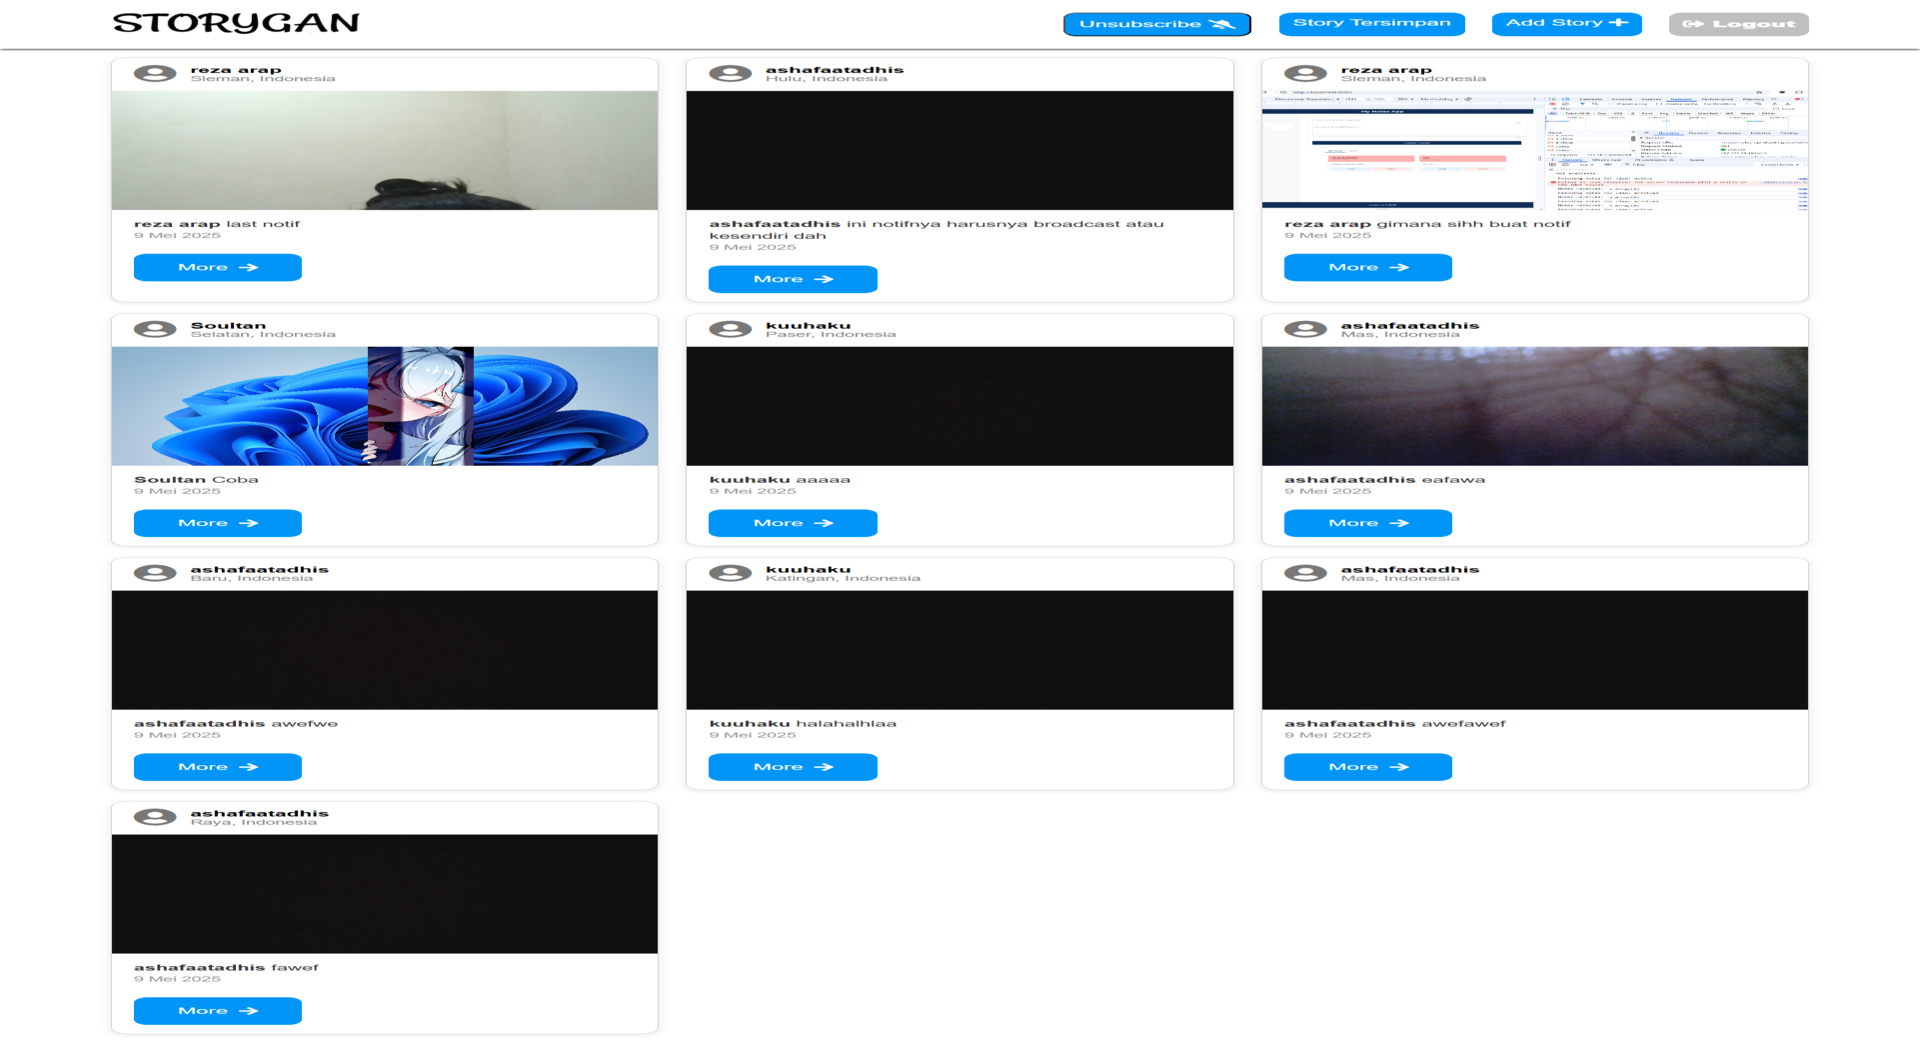 STORYGAN
Unsubscribe
Story Tersimpan
Add Story
Logout
reza arap
Sleman, Indonesia
reza arap last notif
9 Mei 2025
More
ashafaatadhis
Hulu, Indonesia
ashafaatadhis ini notifnya harusnya broadcast atau
kesendiri dah
9 Mei 2025
More
reza arap
Sleman, Indonesia
My Notes App
reza arap gimana sihh buat notif
9 Mei 2025
More
Soultan
Selatan, Indonesia
Soultan Coba
9 Mei 2025
More
kuuhaku
Paser, Indonesia
kuuhaku aaaaa
9 Mei 2025
More
ashafaatadhis
Mas, Indonesia
ashafaatadhis eafawa
9 Mei 2025
More
ashafaatadhis
Baru, Indonesia
ashafaatadhis awefwe
9 Mei 2025
More
kuuhaku
Katingan, Indonesia
kuuhaku halahalhlaa
9 Mei 2025
More
ashafaatadhis
Mas, Indonesia
ashafaatadhis awefawef
9 Mei 2025
More
ashafaatadhis
Raya, Indonesia
ashafaatadhis fawef
9 Mei 2025
More